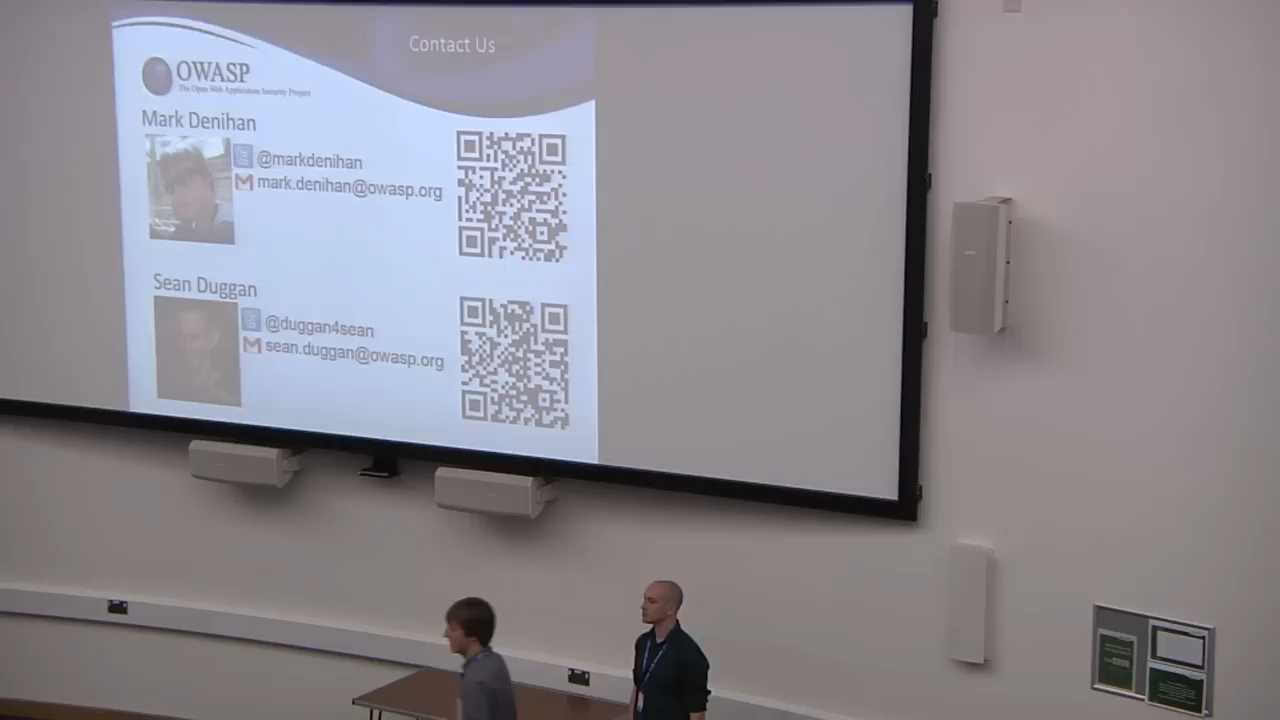 Contact Us
OWASP
The Open Web Application Security Project
Mark Denihan
@markdenihan
mark.denihan@owasp.org
Sean Duggan
@duggan4sean
sean.duggan@owasp.org